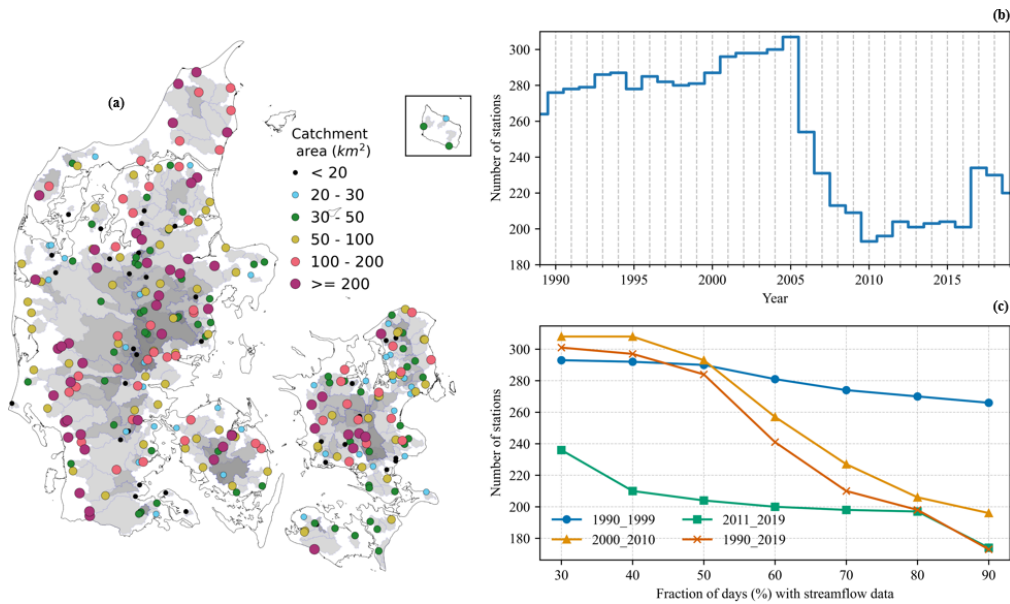 (a)
Catchment
area (km²)
< 20
20 - 30
30 - 50
50 - 100
100 - 200
>= 200
(b)
300
280
260
240
220
200
180
Number of stations
1990
1995
2000
2005
2010
2015
Year
(c)
300
280
260
240
220
200
180
Number of stations
1990_1999
2000_2010
2011_2019
1990_2019
30
40
50
60
70
80
90
Fraction of days (%) with streamflow data